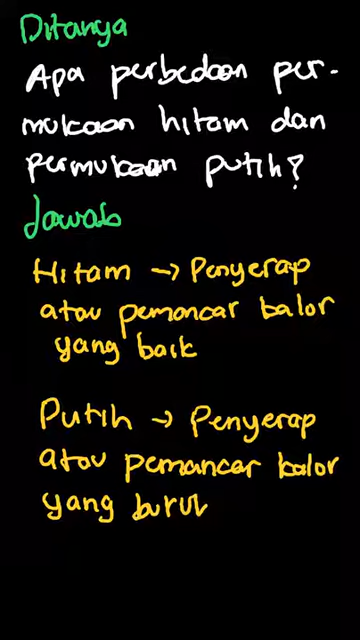 Ditanya
Apa perbedaan per-
mukaan hitam dan
permukaan putih?
Jawab
Hitam → Penyerap
atau pemancar kalor
yang baik
Putih → Penyerap
atau pemancar kalor
yang buruk